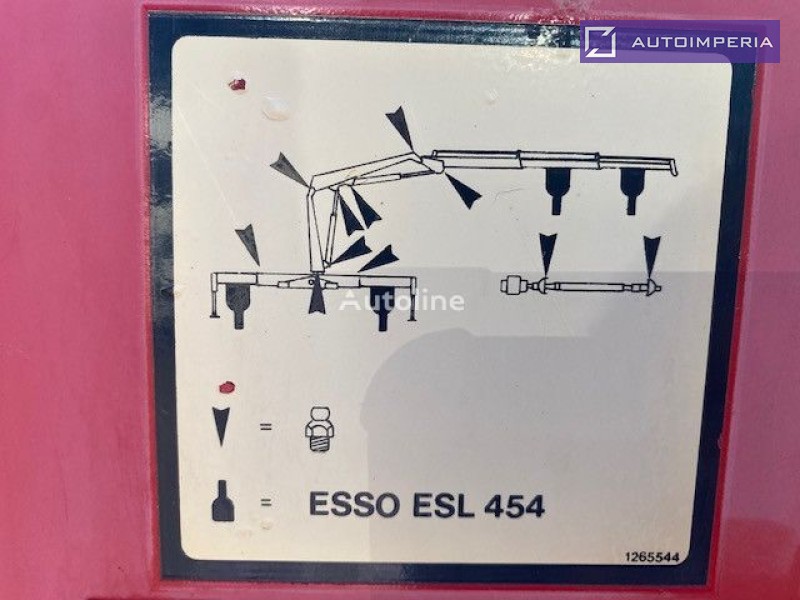 AUTOIMPERIA
Autoline
=
= ESSO ESL 454
1265544